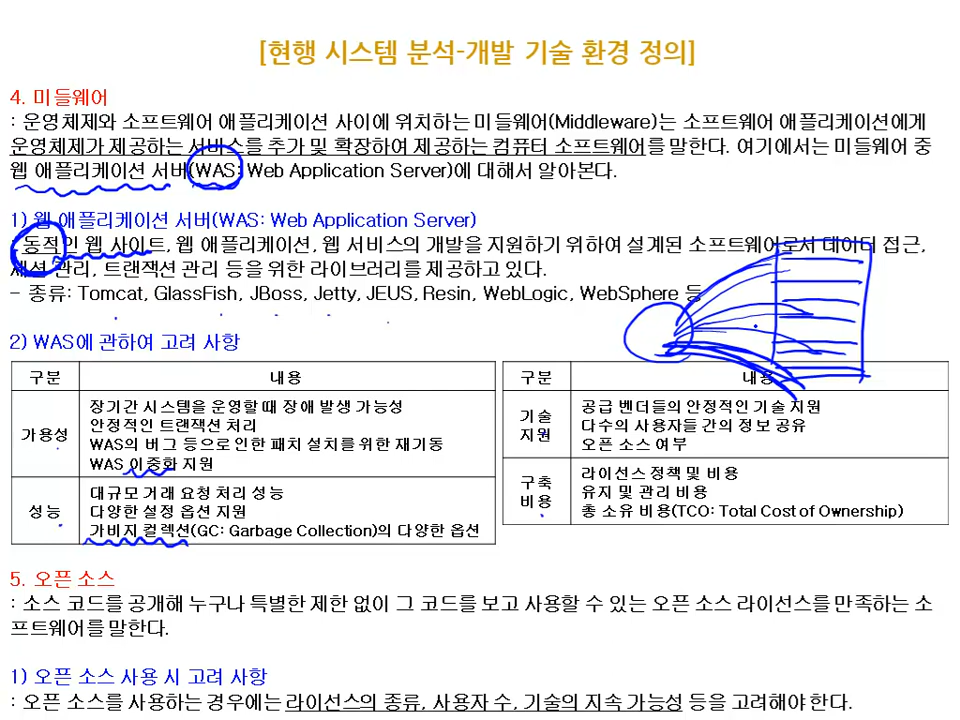 [현행 시스템 분석-개발 기술 환경 정의]
4. 미들웨어
: 운영체제와 소프트웨어 애플리케이션 사이에 위치하는 미들웨어(Middleware)는 소프트웨어 애플리케이션에게
운영체제가 제공하는 서비스를 추가 및 확장하여 제공하는 컴퓨터 소프트웨어를 말한다. 여기에서는 미들웨어 중
웹 애플리케이션 서버(WAS: Web Application Server)에 대해서 알아본다.
1) 웹 애플리케이션 서버(WAS: Web Application Server)
: 동적인 웹 사이트, 웹 애플리케이션, 웹 서비스의 개발을 지원하기 위하여 설계된 소프트웨어로서 데이터 접근,
세션 관리, 트랜잭션 관리 등을 위한 라이브러리를 제공하고 있다.
- 종류: Tomcat, GlassFish, JBoss, Jetty, JEUS, Resin, WebLogic, WebSphere 등
2) WAS에 관하여 고려 사항
구분 내용
가용성
장기간 시스템을 운영할 때 장애 발생 가능성
안정적인 트랜잭션 처리
WAS의 버그 등으로 인한 패치 설치를 위한 재기동
WAS 이중화 지원
성능
대규모 거래 요청 처리 성능
다양한 설정 옵션 지원
가비지 컬렉션(GC: Garbage Collection)의 다양한 옵션
구분 내용
기술
지원
공급 벤더들의 안정적인 기술 지원
다수의 사용자들 간의 정보 공유
오픈 소스 여부
구축
비용
라이선스 정책 및 비용
유지 및 관리 비용
총 소유 비용(TCO: Total Cost of Ownership)
5. 오픈 소스
: 소스 코드를 공개해 누구나 특별한 제한 없이 그 코드를 보고 사용할 수 있는 오픈 소스 라이선스를 만족하는 소
프트웨어를 말한다.
1) 오픈 소스 사용 시 고려 사항
: 오픈 소스를 사용하는 경우에는 라이선스의 종류, 사용자 수, 기술의 지속 가능성 등을 고려해야 한다.